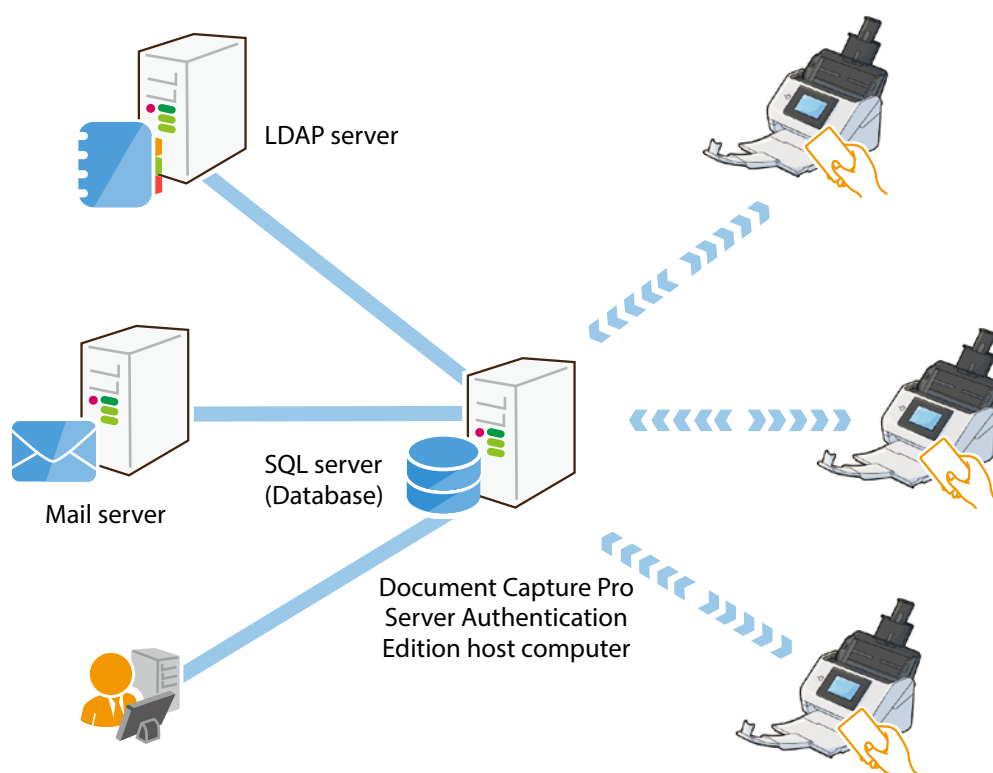 LDAP server
SQL server
(Database)
Mail server
Document Capture Pro
Server Authentication
Edition host computer